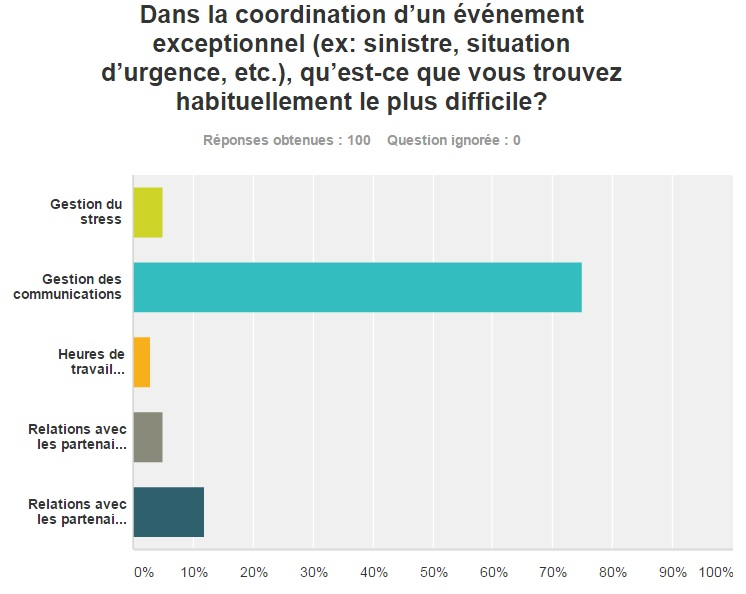 Dans la coordination d’un événement
exceptionnel (ex: sinistre, situation
d’urgence, etc.), qu’est-ce que vous trouvez
habituellement le plus difficile?
Réponses obtenues : 100    Question ignorée : 0
Gestion du
stress
Gestion des
communications
Heures de
travail...
Relations avec
les partenai...
Relations avec
les partenai...
0% 10% 20% 30% 40% 50% 60% 70% 80% 90% 100%